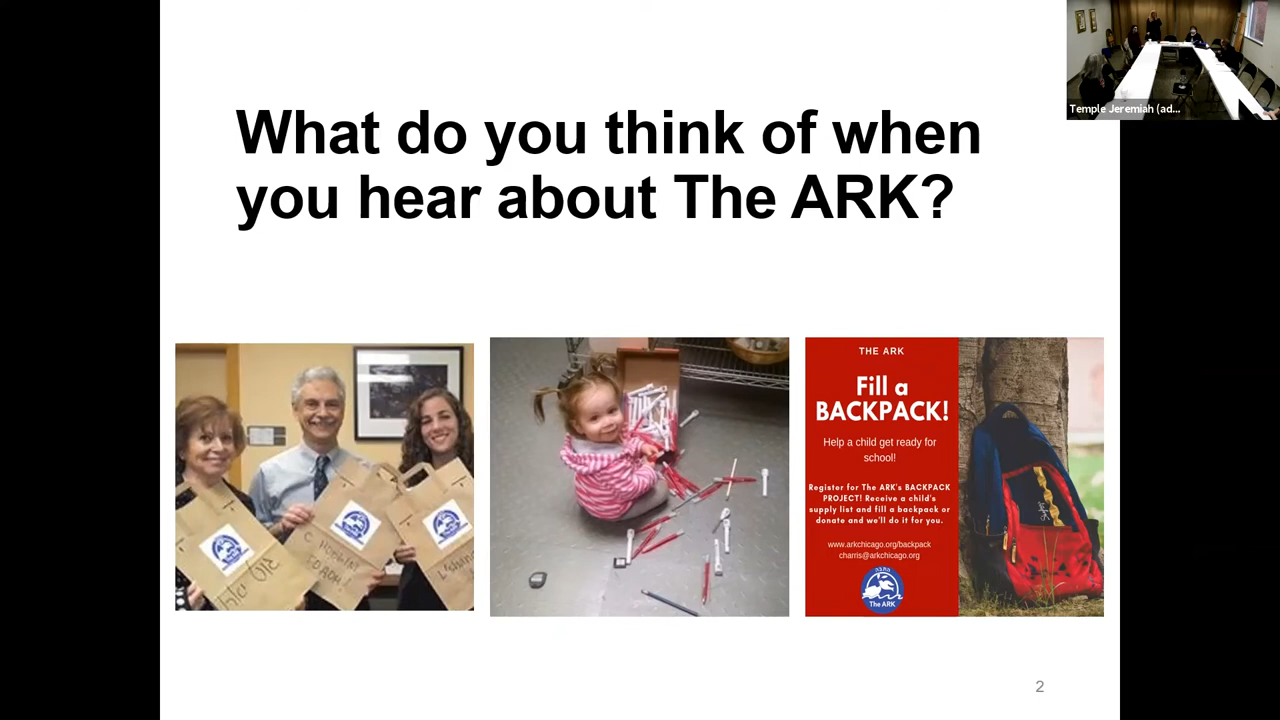 Temple Jeremiah (ad...
What do you think of when
you hear about The ARK?
THE ARK
Fill a
BACKPACK!
Help a child get ready for
school!
Register for The ARK's BACKPACK
PROJECT! Receive a child's
supply list and fill a backpack or
donate and we'll do it for you.
www.arkchicago.org/backpack
charris@arkchicago.org
The ARK
2